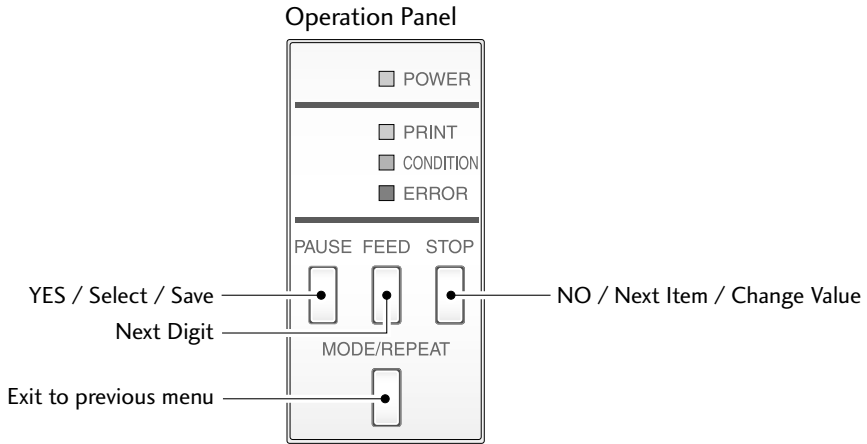 Operation Panel
POWER
PRINT
CONDITION
ERROR
PAUSE FEED STOP
YES / Select / Save
NO / Next Item / Change Value
Next Digit
MODE/REPEAT
Exit to previous menu